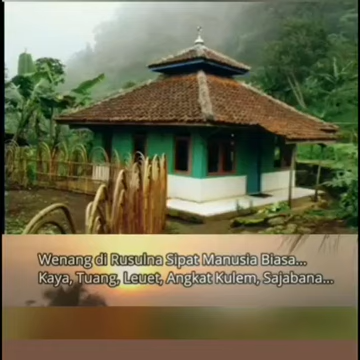 Wenang di Rusulna Sipat Manusia Biasa...
Kaya, Tuang, Leuet, Angkat Kulem, Sajabana...